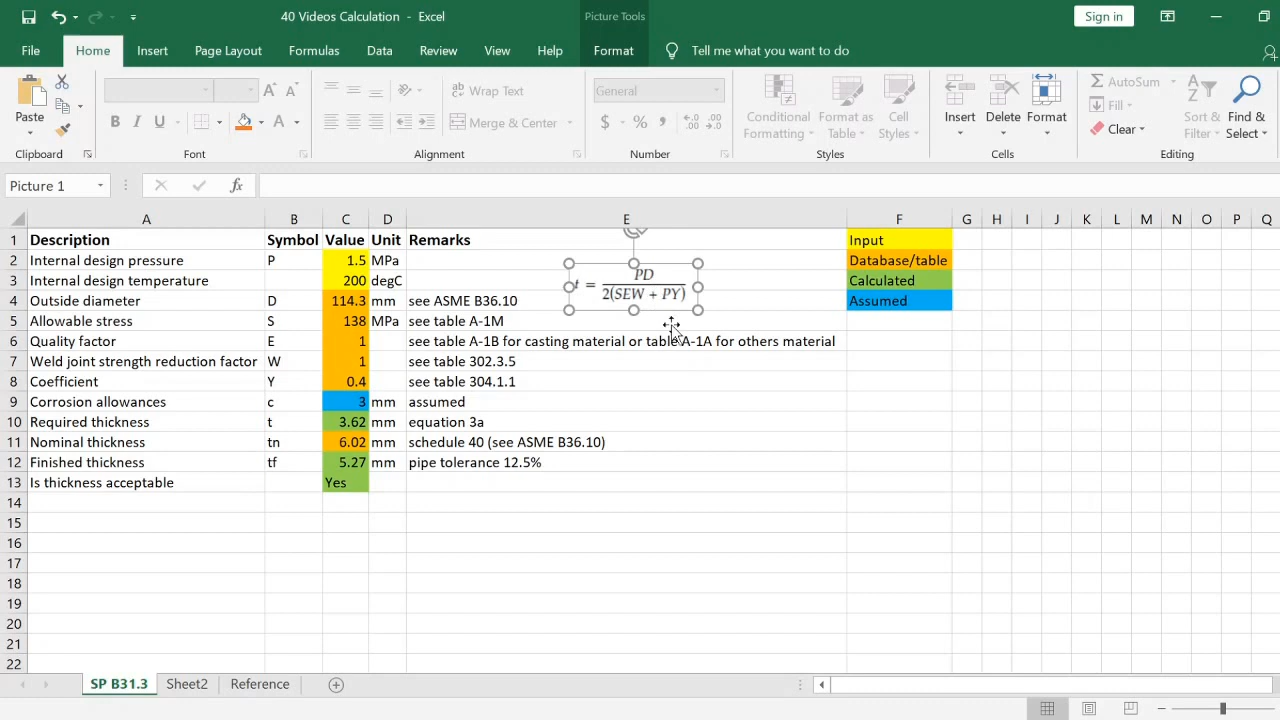 40 Videos Calculation - Excel
Picture Tools
Sign in
File Home Insert Page Layout Formulas Data Review View Help Format Tell me what you want to do
Paste
Clipboard
B I U
Font
Wrap Text
Merge & Center
Alignment
General
$ % ,
Number
Conditional Formatting
Format as Table
Cell Styles
Styles
Insert Delete Format
Cells
AutoSum
Fill
Clear
Sort & Filter
Find & Select
Editing
Picture 1 fx
A B C D E F G H I J K L M N O P Q
1 Description Symbol Value Unit Remarks Input
2 Internal design pressure P 1.5 MPa Database/table
3 Internal design temperature 200 degC Calculated
t = PD / 2(SEW + PY)
4 Outside diameter D 114.3 mm see ASME B36.10 Assumed
5 Allowable stress S 138 MPa see table A-1M
6 Quality factor E 1 see table A-1B for casting material or table A-1A for others material
7 Weld joint strength reduction factor W 1 see table 302.3.5
8 Coefficient Y 0.4 see table 304.1.1
9 Corrosion allowances c 3 mm assumed
10 Required thickness t 3.62 mm equation 3a
11 Nominal thickness tn 6.02 mm schedule 40 (see ASME B36.10)
12 Finished thickness tf 5.27 mm pipe tolerance 12.5%
13 Is thickness acceptable Yes
14
15
16
17
18
19
20
21
22
SP B31.3 Sheet2 Reference